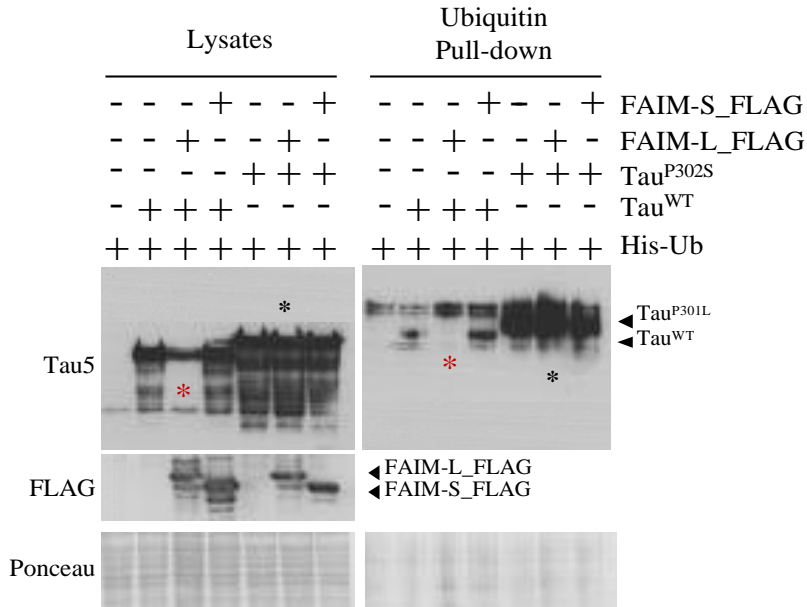 Lysates
Ubiquitin
Pull-down
- - - + - - + - - - + - - + FAIM-S_FLAG
- - + - - + - - - + - - + - FAIM-L_FLAG
- - - - + + + - - - - + + + Tau^P302S
- + + + - - - - + + + - - - Tau^WT
+ + + + + + + + + + + + + + His-Ub
* 
Tau^P301L
Tau^WT
Tau5
* * *
FAIM-L_FLAG
FLAG
FAIM-S_FLAG
Ponceau